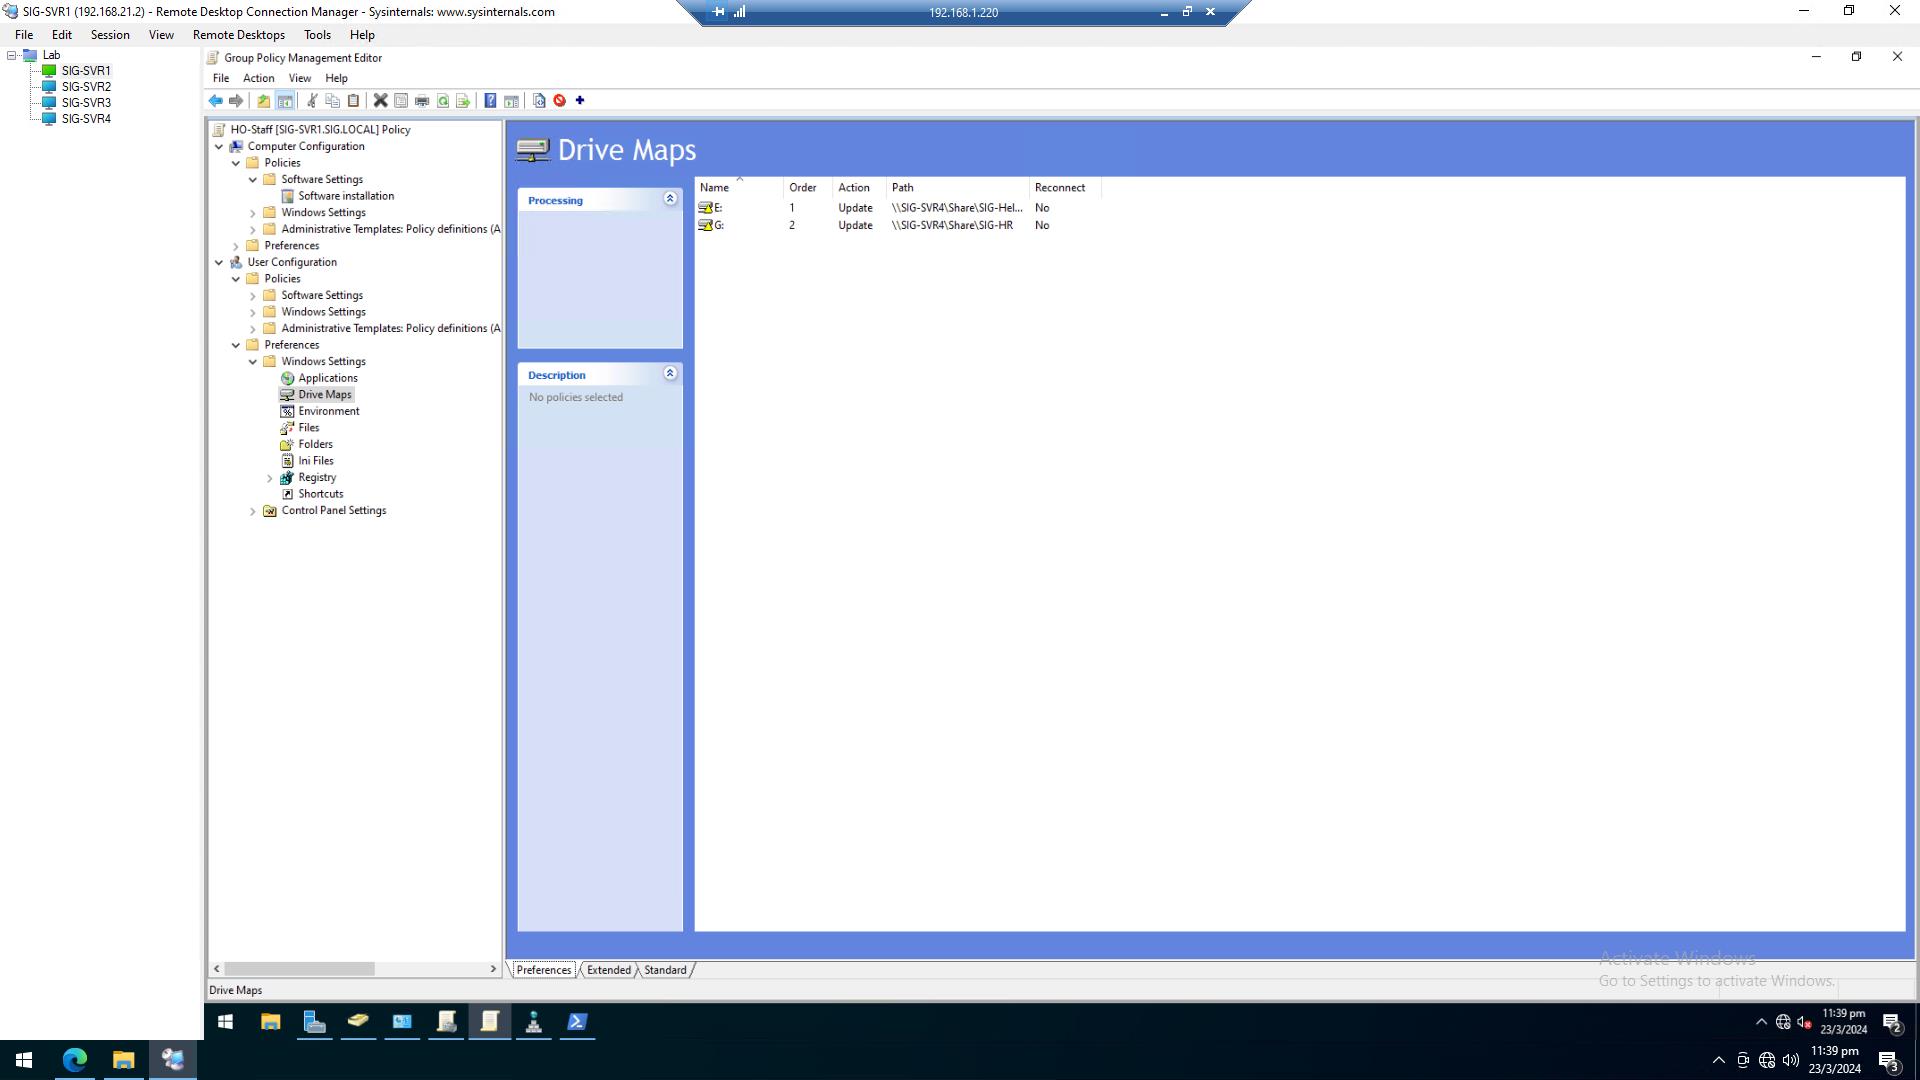 SIG-SVR1 (192.168.21.2) - Remote Desktop Connection Manager - Sysinternals: www.sysinternals.com
192.168.1.220
File Edit Session View Remote Desktops Tools Help
Lab
SIG-SVR1
SIG-SVR2
SIG-SVR3
SIG-SVR4
Group Policy Management Editor
File Action View Help
HO-Staff [SIG-SVR1.SIG.LOCAL] Policy
Computer Configuration
Policies
Software Settings
Software installation
Windows Settings
Administrative Templates: Policy definitions (A
Preferences
User Configuration
Policies
Software Settings
Windows Settings
Administrative Templates: Policy definitions (A
Preferences
Windows Settings
Applications
Drive Maps
Environment
Files
Folders
Ini Files
Registry
Shortcuts
Control Panel Settings
Drive Maps
Processing
Description
No policies selected
Name Order Action Path Reconnect
E: 1 Update \\SIG-SVR4\Share\SIG-Hel... No
G: 2 Update \\SIG-SVR4\Share\SIG-HR No
Preferences Extended Standard
Drive Maps
Activate Windows
Go to Settings to activate Windows.
11:39 pm
23/3/2024
2
11:39 pm
23/3/2024
3